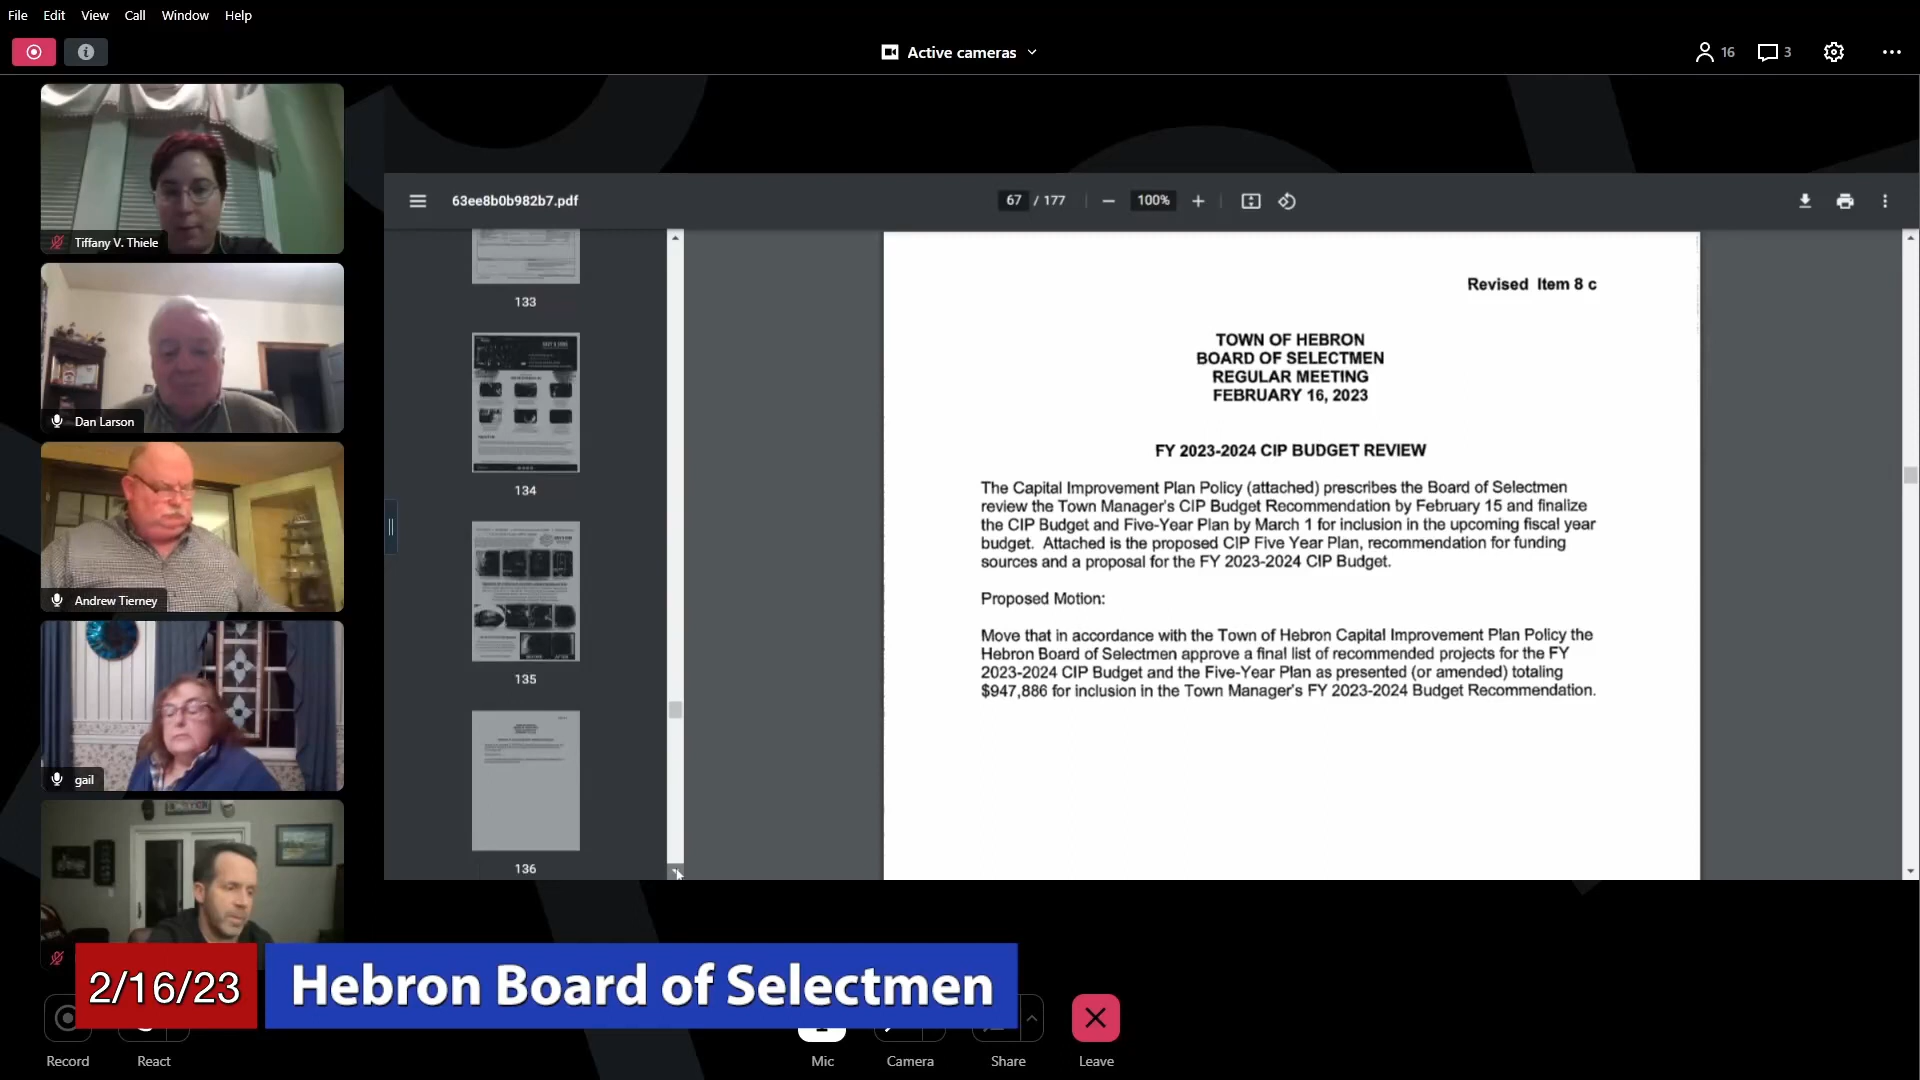 File Edit View Call Window Help
Active cameras
16
3
Tiffany V. Thiele
Dan Larson
Andrew Tierney
gail
63ee8b0b982b7.pdf
67 / 177
100%
133
134
135
136
Revised Item 8 c
TOWN OF HEBRON
BOARD OF SELECTMEN
REGULAR MEETING
FEBRUARY 16, 2023
FY 2023-2024 CIP BUDGET REVIEW
The Capital Improvement Plan Policy (attached) prescribes the Board of Selectmen
review the Town Manager's CIP Budget Recommendation by February 15 and finalize
the CIP Budget and Five-Year Plan by March 1 for inclusion in the upcoming fiscal year
budget. Attached is the proposed CIP Five Year Plan, recommendation for funding
sources and a proposal for the FY 2023-2024 CIP Budget.
Proposed Motion:
Move that in accordance with the Town of Hebron Capital Improvement Plan Policy the
Hebron Board of Selectmen approve a final list of recommended projects for the FY
2023-2024 CIP Budget and the Five-Year Plan as presented (or amended) totaling
$947,886 for inclusion in the Town Manager's FY 2023-2024 Budget Recommendation.
2/16/23
Hebron Board of Selectmen
Record
React
Mic
Camera
Share
Leave